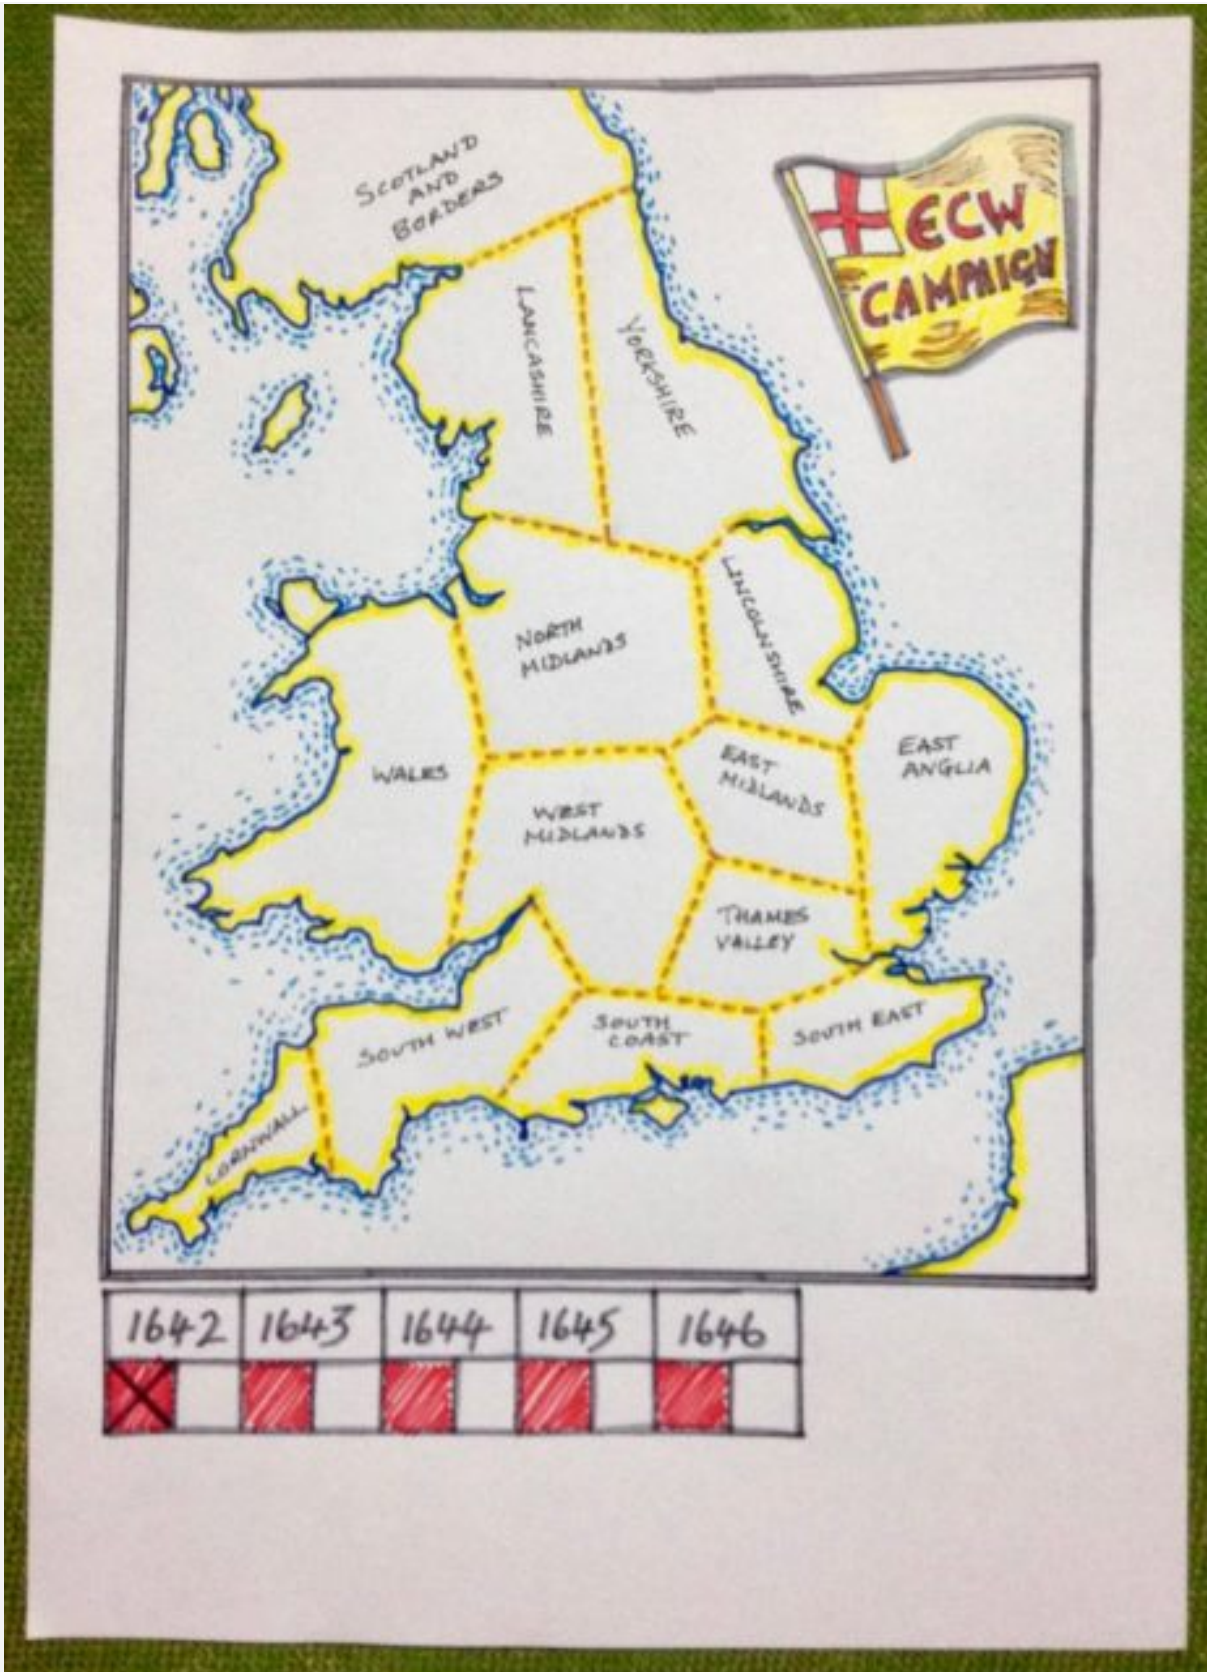 SCOTLAND
AND
BORDERS
ECW
CAMPAIGN
LANCASHIRE
YORKSHIRE
LINCOLNSHIRE
NORTH
MIDLANDS
WALES
WEST
MIDLANDS
EAST
MIDLANDS
EAST
ANGLIA
THAMES
VALLEY
SOUTH WEST
SOUTH
COAST
SOUTH EAST
CORNWALL
1642 1643 1644 1645 1646